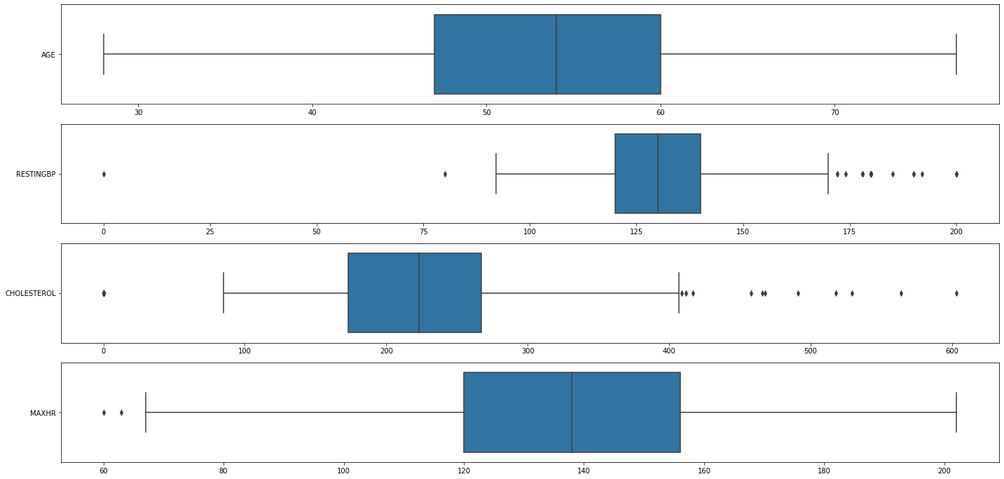 AGE
30 40 50 60 70
RESTINGBP
0 25 50 75 100 125 150 175 200
CHOLESTEROL
0 100 200 300 400 500 600
MAXHR
60 80 100 120 140 160 180 200